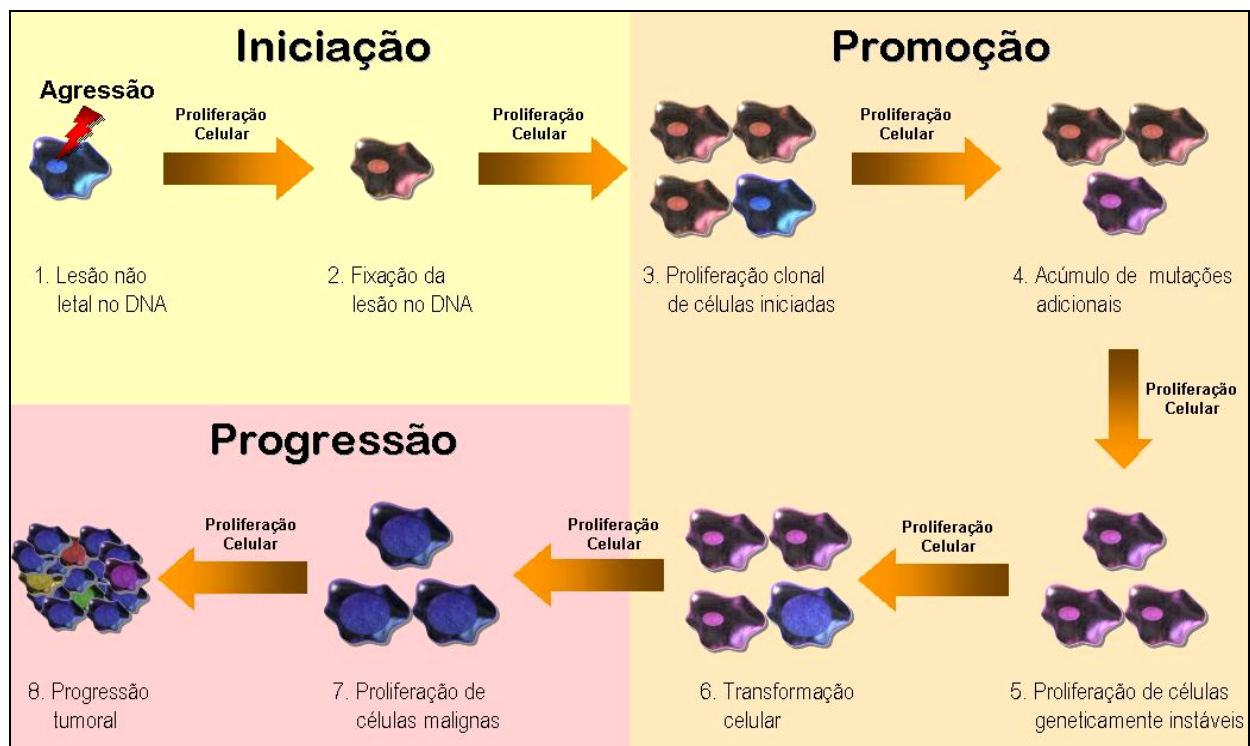 Iniciação
Agressão
Proliferação
Celular
Proliferação
Celular
1. Lesão não
letal no DNA
2. Fixação da
lesão no DNA
Promoção
Proliferação
Celular
3. Proliferação clonal
de células iniciadas
4. Acúmulo de mutações
adicionais
Proliferação
Celular
Proliferação
Celular
5. Proliferação de células
geneticamente instáveis
6. Transformação
celular
Progressão
Proliferação
Celular
Proliferação
Celular
7. Proliferação de
células malignas
8. Progressão
tumoral